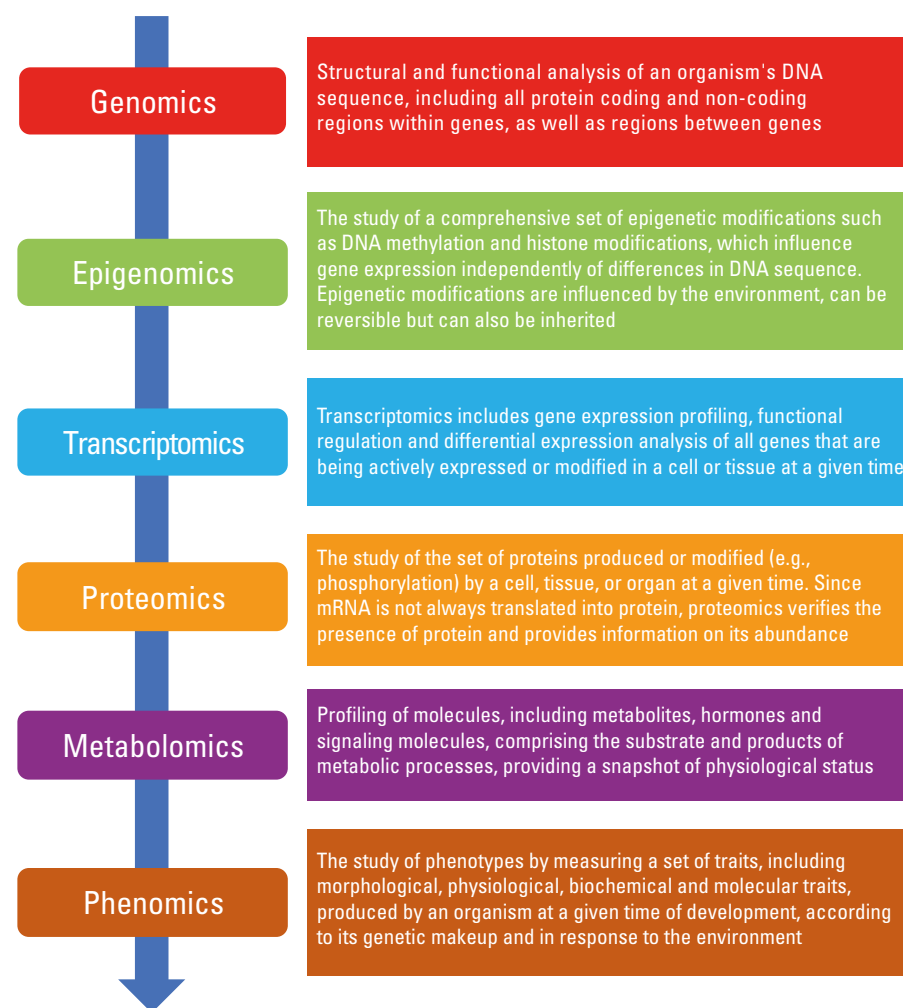 Genomics
Structural and functional analysis of an organism's DNA
sequence, including all protein coding and non-coding
regions within genes, as well as regions between genes
Epigenomics
The study of a comprehensive set of epigenetic modifications such
as DNA methylation and histone modifications, which influence
gene expression independently of differences in DNA sequence.
Epigenetic modifications are influenced by the environment, can be
reversible but can also be inherited
Transcriptomics
Transcriptomics includes gene expression profiling, functional
regulation and differential expression analysis of all genes that are
being actively expressed or modified in a cell or tissue at a given time
Proteomics
The study of the set of proteins produced or modified (e.g.,
phosphorylation) by a cell, tissue, or organ at a given time. Since
mRNA is not always translated into protein, proteomics verifies the
presence of protein and provides information on its abundance
Metabolomics
Profiling of molecules, including metabolites, hormones and
signaling molecules, comprising the substrate and products of
metabolic processes, providing a snapshot of physiological status
Phenomics
The study of phenotypes by measuring a set of traits, including
morphological, physiological, biochemical and molecular traits,
produced by an organism at a given time of development, according
to its genetic makeup and in response to the environment